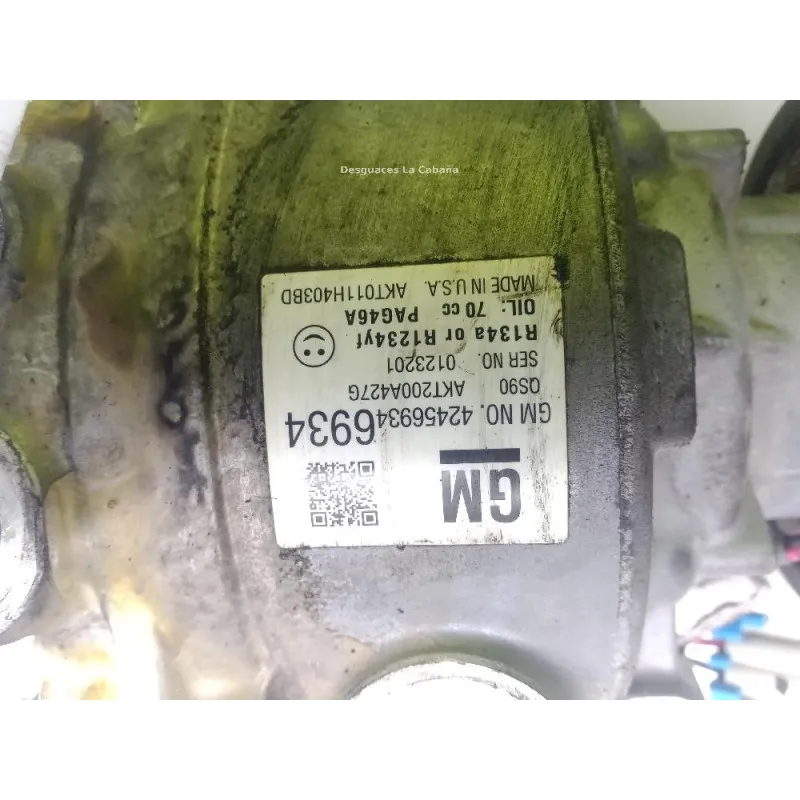 Desguaces La Cabana
GM
GM NO. 42456934
6934
QS90 AKT200A427G
SER NO. 0123201
R134a or R1234yf
OIL: 70 cc PAG46A
MADE IN U.S.A. AKT011H403BD